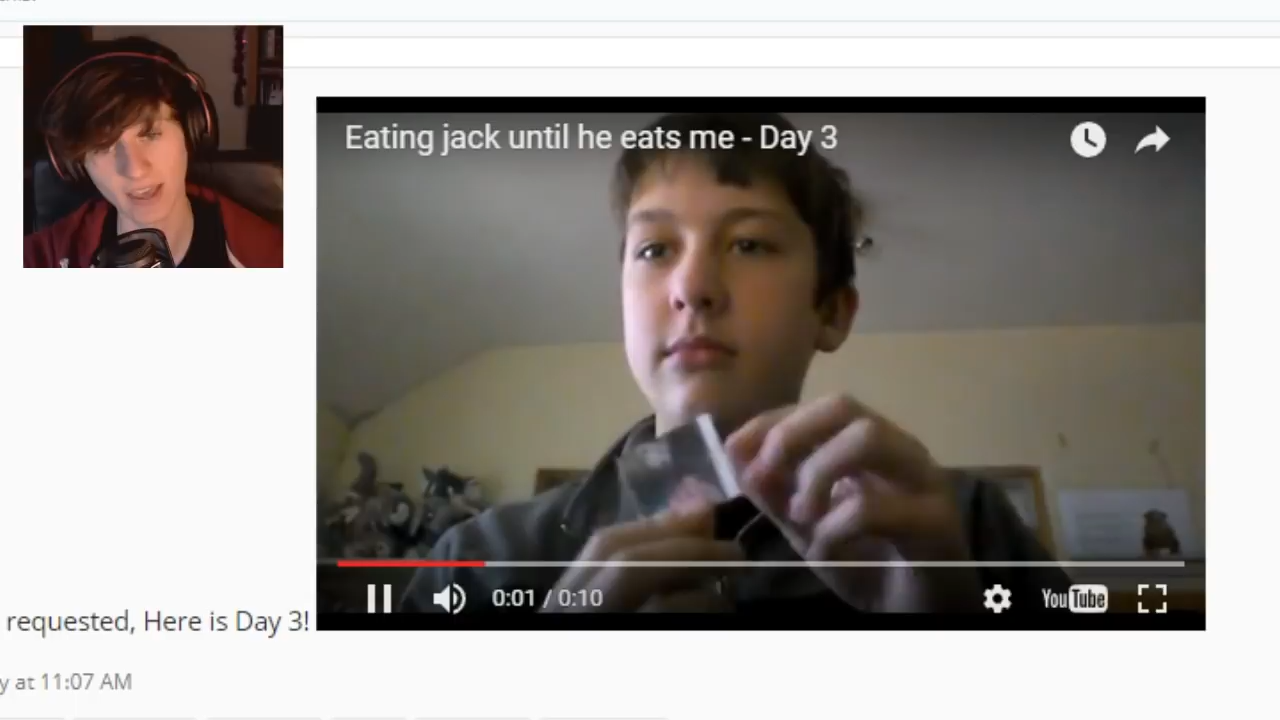 Eating jack until he eats me - Day 3
0:01 / 0:10
YouTube
requested, Here is Day 3!
y at 11:07 AM